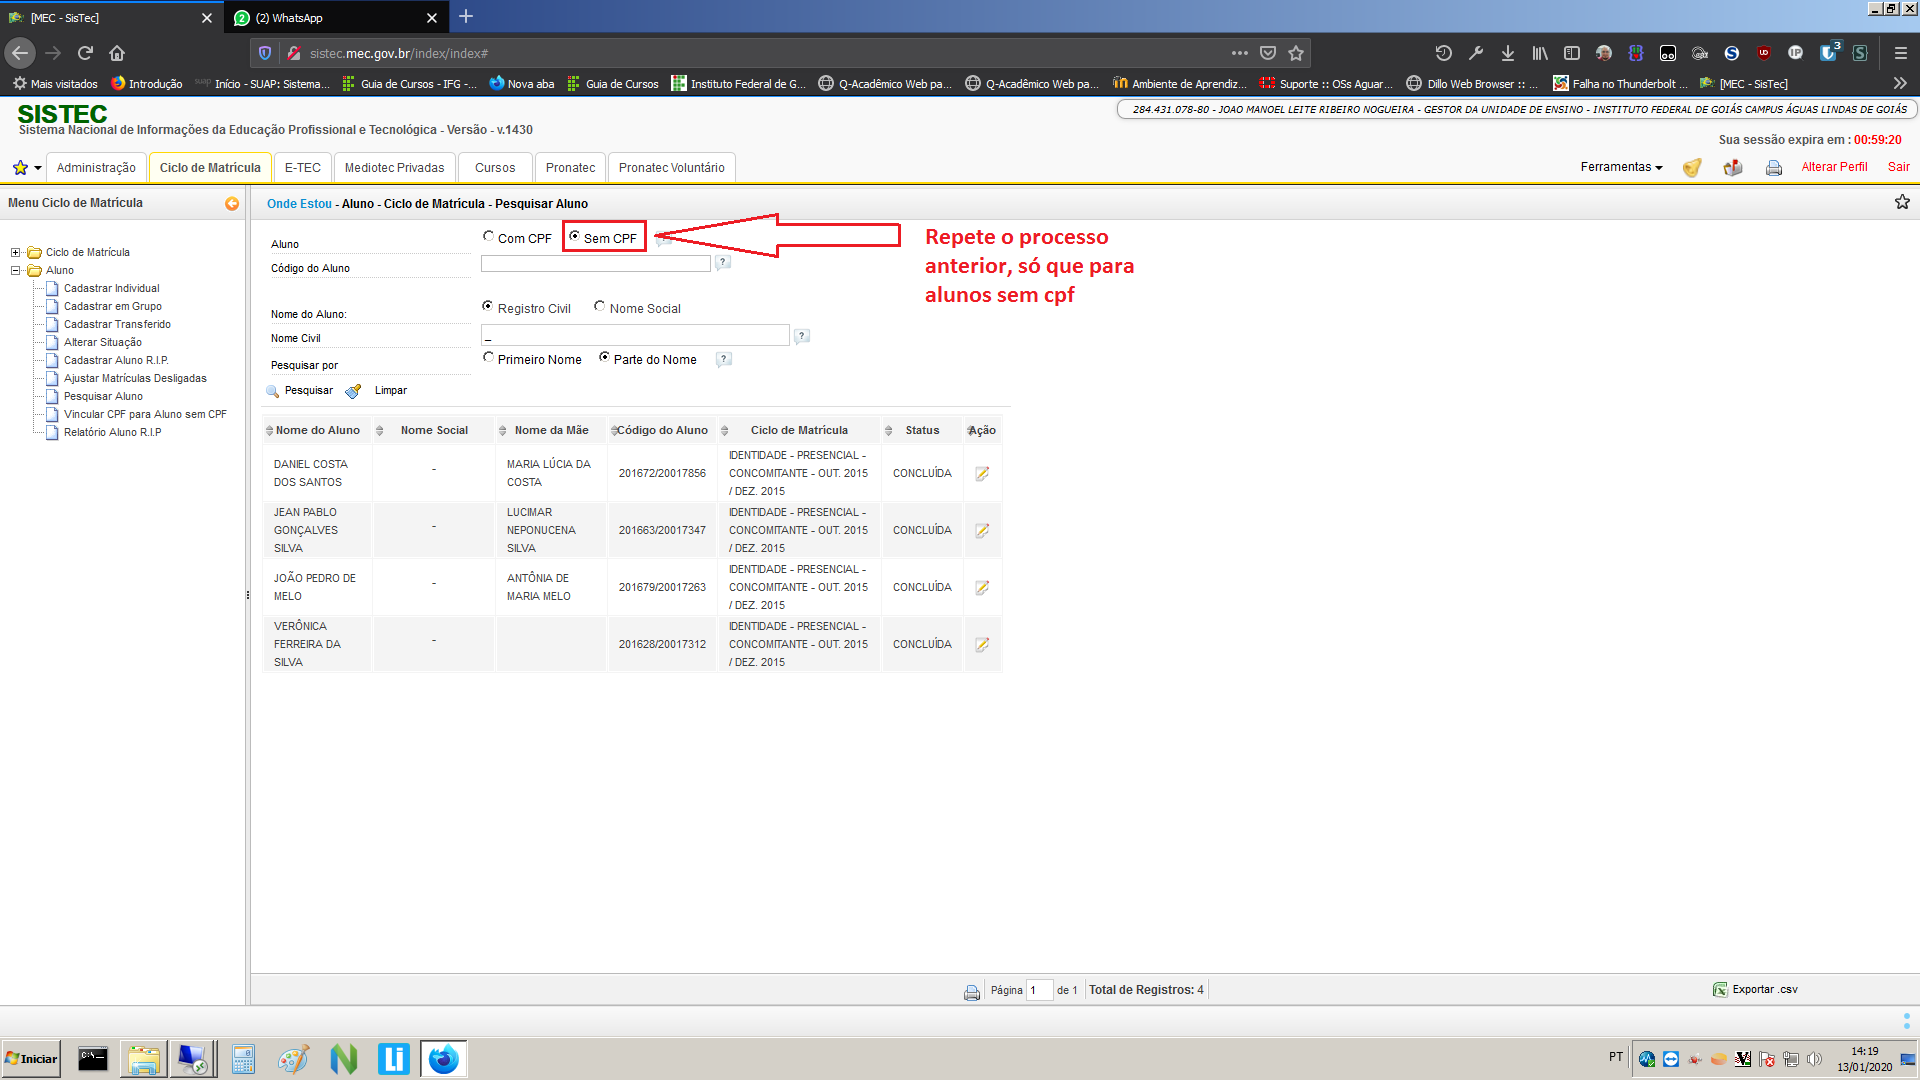 [MEC - SisTec]
(2) WhatsApp
sistec.mec.gov.br/index/index#
3
Mais visitados
Introdução
Início - SUAP: Sistema...
Guia de Cursos - IFG -...
Nova aba
Guia de Cursos
Instituto Federal de G...
Q-Acadêmico Web pa...
Q-Acadêmico Web pa...
Ambiente de Aprendiz...
Suporte :: OSs Aguar...
Dillo Web Browser :: ...
Falha no Thunderbolt ...
[MEC - SisTec]
SISTEC
Sistema Nacional de Informações da Educação Profissional e Tecnológica - Versão - v.1430
284.431.078-80 - JOAO MANOEL LEITE RIBEIRO NOGUEIRA - GESTOR DA UNIDADE DE ENSINO - INSTITUTO FEDERAL DE GOIÁS CAMPUS ÁGUAS LINDAS DE GOIÁS
Sua sessão expira em : 00:59:20
Administração
Ciclo de Matrícula
E-TEC
Mediotec Privadas
Cursos
Pronatec
Pronatec Voluntário
Ferramentas
Alterar Perfil
Sair
Menu Ciclo de Matrícula
Onde Estou - Aluno - Ciclo de Matrícula - Pesquisar Aluno
Ciclo de Matrícula
Aluno
Cadastrar Individual
Cadastrar em Grupo
Cadastrar Transferido
Alterar Situação
Cadastrar Aluno R.I.P.
Ajustar Matrículas Desligadas
Pesquisar Aluno
Vincular CPF para Aluno sem CPF
Relatório Aluno R.I.P
Aluno
Com CPF
Sem CPF
Código do Aluno
?
Repete o processo
anterior, só que para
alunos sem cpf
Nome do Aluno:
Registro Civil
Nome Social
Nome Civil
_
?
Pesquisar por
Primeiro Nome
Parte do Nome
?
Pesquisar
Limpar
Nome do Aluno
Nome Social
Nome da Mãe
Código do Aluno
Ciclo de Matrícula
Status
Ação
DANIEL COSTA
DOS SANTOS
-
MARIA LÚCIA DA
COSTA
201672/20017856
IDENTIDADE - PRESENCIAL -
CONCOMITANTE - OUT. 2015
/ DEZ. 2015
CONCLUÍDA
JEAN PABLO
GONÇALVES
SILVA
-
LUCIMAR
NEPONUCENA
SILVA
201663/20017347
IDENTIDADE - PRESENCIAL -
CONCOMITANTE - OUT. 2015
/ DEZ. 2015
CONCLUÍDA
JOÃO PEDRO DE
MELO
-
ANTÔNIA DE
MARIA MELO
201679/20017263
IDENTIDADE - PRESENCIAL -
CONCOMITANTE - OUT. 2015
/ DEZ. 2015
CONCLUÍDA
VERÔNICA
FERREIRA DA
SILVA
-
201628/20017312
IDENTIDADE - PRESENCIAL -
CONCOMITANTE - OUT. 2015
/ DEZ. 2015
CONCLUÍDA
Página 1 de 1
Total de Registros: 4
Exportar .csv
Iniciar
PT
14:19
13/01/2020